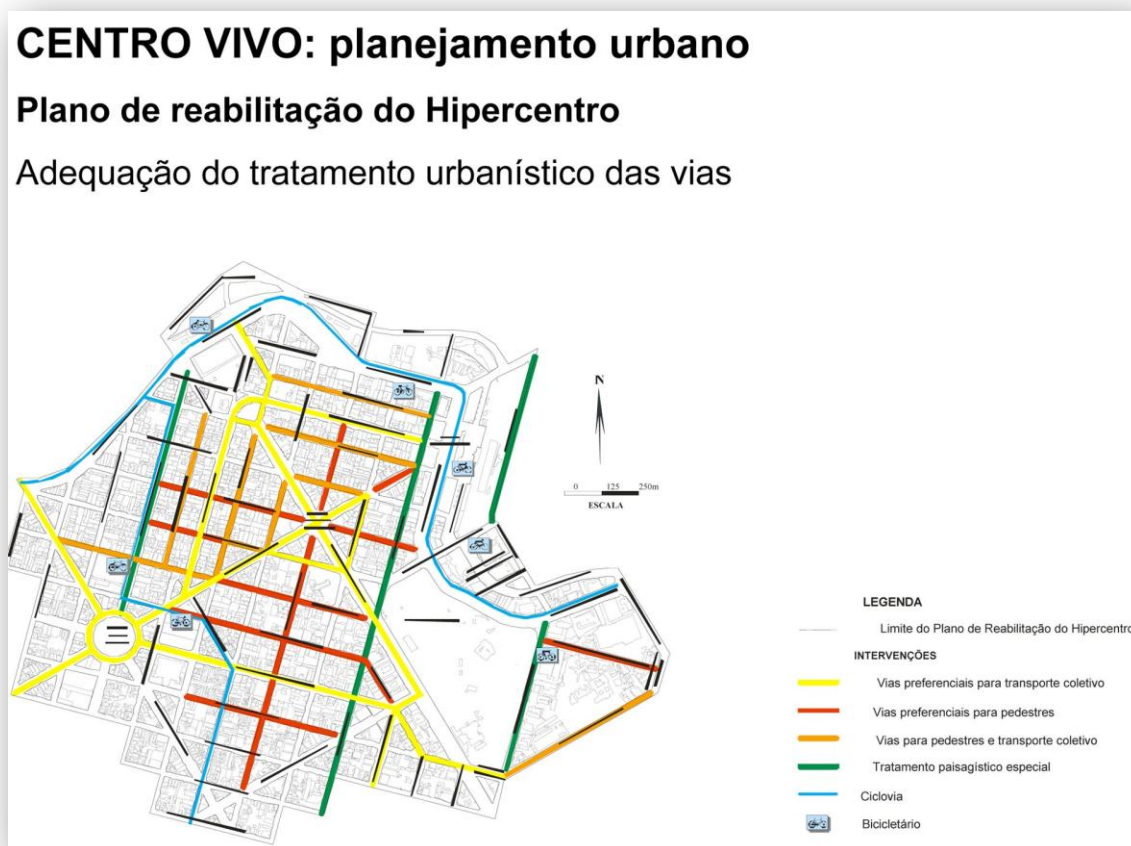 CENTRO VIVO: planejamento urbano
Plano de reabilitação do Hipercentro
Adequação do tratamento urbanístico das vias
N
0 125 250m
ESCALA
LEGENDA
Limite do Plano de Reabilitação do Hipercentro
INTERVENÇÕES
Vias preferenciais para transporte coletivo
Vias preferenciais para pedestres
Vias para pedestres e transporte coletivo
Tratamento paisagístico especial
Ciclovia
Bicicletário